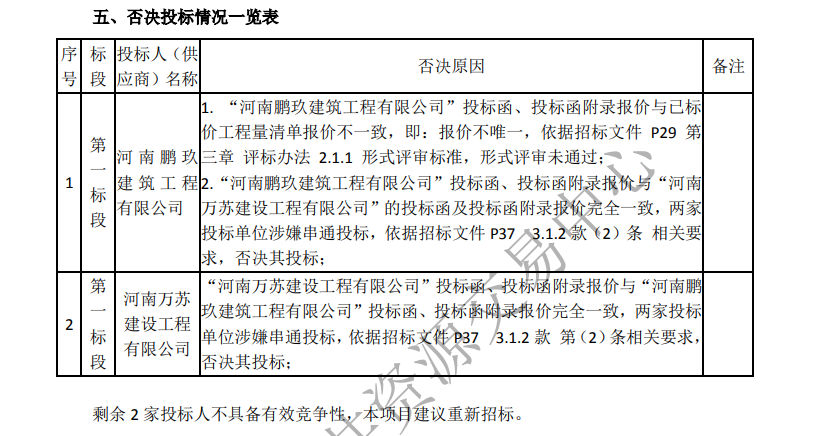 五、否决投标情况一览表
序号 标段 投标人（供应商）名称 否决原因 备注
1 第一标段 河南鹏玖建筑工程有限公司
1. “河南鹏玖建筑工程有限公司”投标函、投标函附录报价与已标
价工程量清单报价不一致，即：报价不唯一，依据招标文件 P29 第
三章 评标办法 2.1.1 形式评审标准，形式评审未通过；
2.“河南鹏玖建筑工程有限公司”投标函、投标函附录报价与“河南
万苏建设工程有限公司”的投标函及投标函附录报价完全一致，两家
投标单位涉嫌串通投标，依据招标文件 P37 3.1.2 款（2）条 相关要
求，否决其投标；
2 第一标段 河南万苏建设工程有限公司
“河南万苏建设工程有限公司”投标函、投标函附录报价与“河南鹏
玖建筑工程有限公司”投标函、投标函附录报价完全一致，两家投标
单位涉嫌串通投标，依据招标文件 P37 3.1.2 款 第（2）条相关要求，
否决其投标；
剩余 2 家投标人不具备有效竞争性，本项目建议重新招标。
资源交易中心